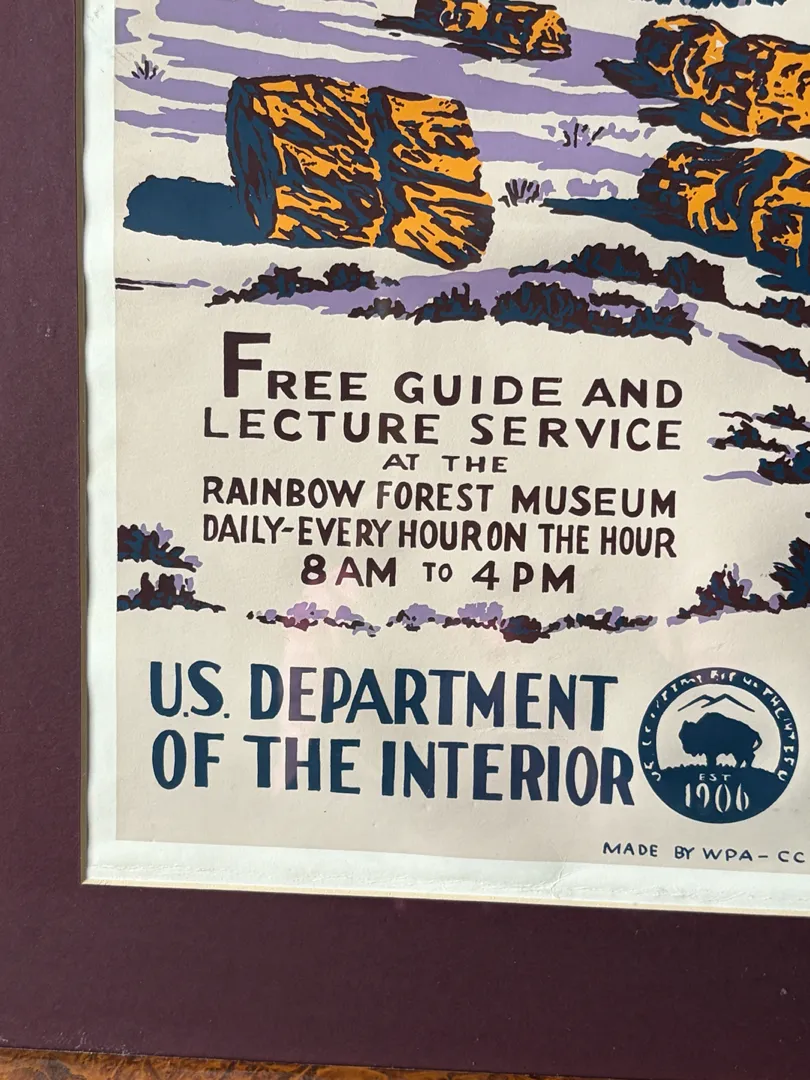 FREE GUIDE AND
LECTURE SERVICE
AT THE
RAINBOW FOREST MUSEUM
DAILY-EVERY HOUR ON THE HOUR
8 AM TO 4 PM
U.S. DEPARTMENT
OF THE INTERIOR
EST
1906
MADE BY WPA - CC